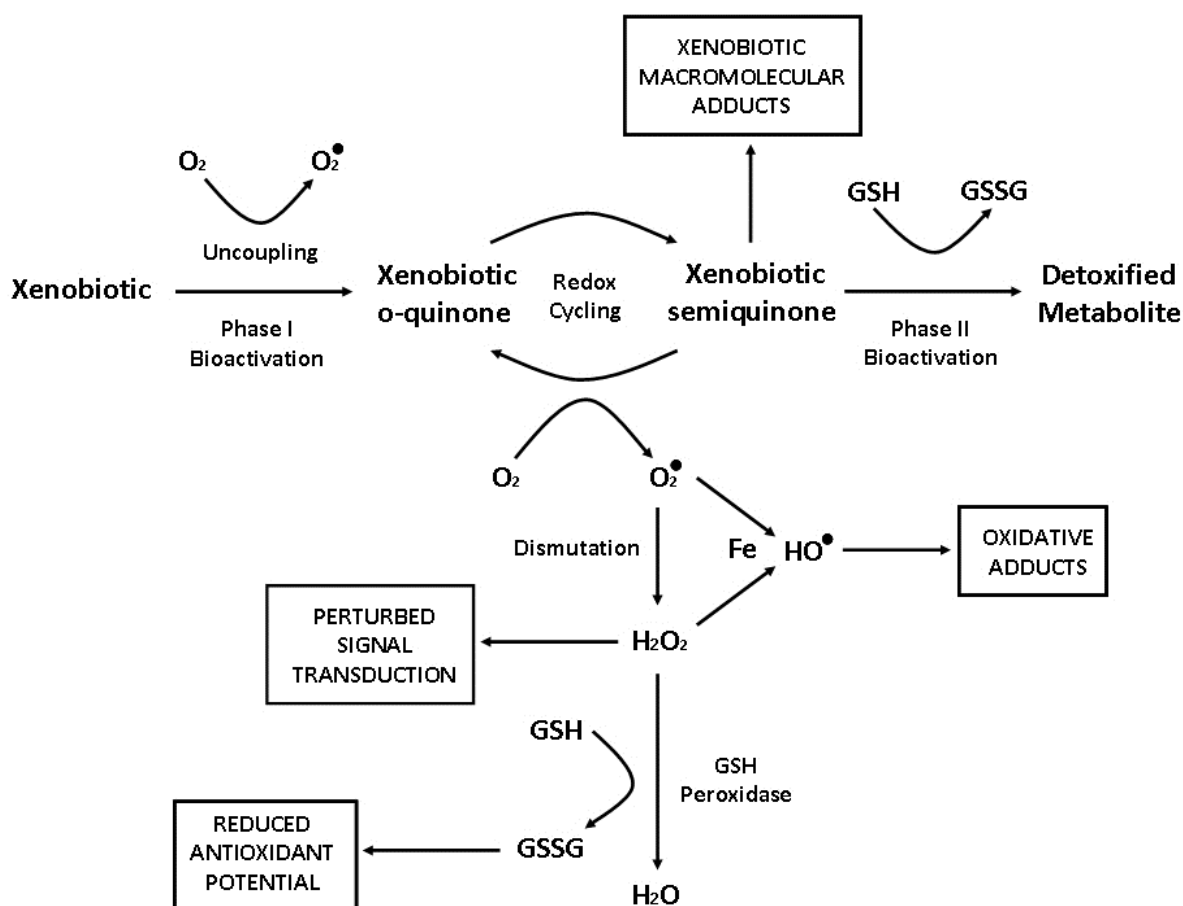 XENOBIOTIC
MACROMOLECULAR
ADDUCTS
O₂
O₂•
GSH
GSSG
Uncoupling
Xenobiotic
Phase I
Bioactivation
Xenobiotic
o-quinone
Redox
Cycling
Xenobiotic
semiquinone
Phase II
Bioactivation
Detoxified
Metabolite
O₂
O₂•
Dismutation
Fe
HO•
OXIDATIVE
ADDUCTS
PERTURBED
SIGNAL
TRANSDUCTION
H₂O₂
GSH
GSH
Peroxidase
REDUCED
ANTIOXIDANT
POTENTIAL
GSSG
H₂O